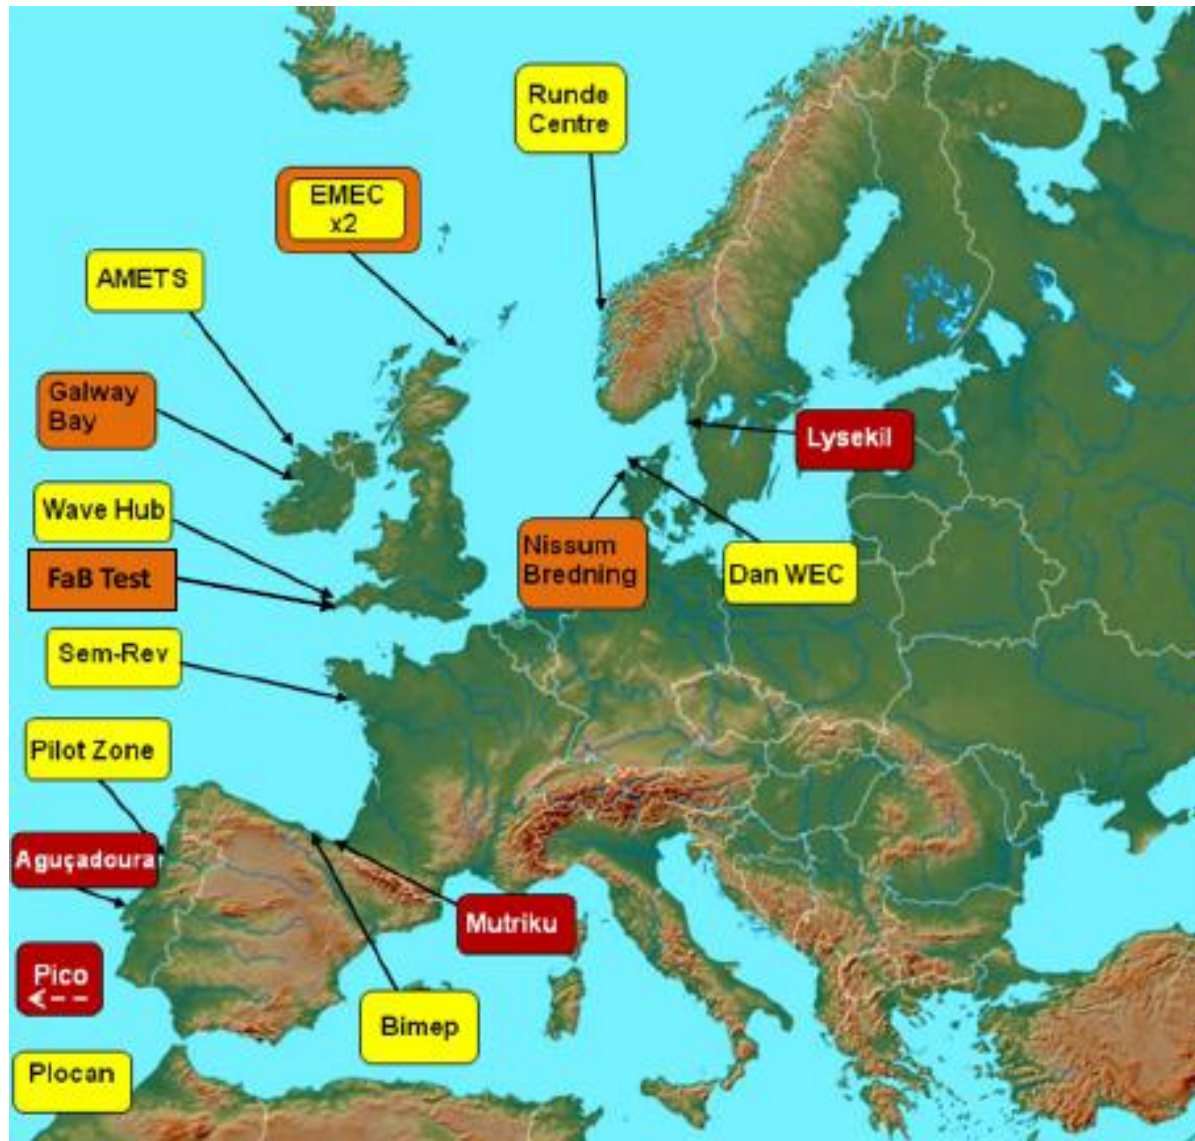 Runde
Centre
EMEC
x2
AMETS
Galway
Bay
Lysekil
Wave Hub
Nissum
Bredning
Dan WEC
FaB Test
Sem-Rev
Pilot Zone
Aguçadoura
Mutriku
Pico
Bimep
Plocan